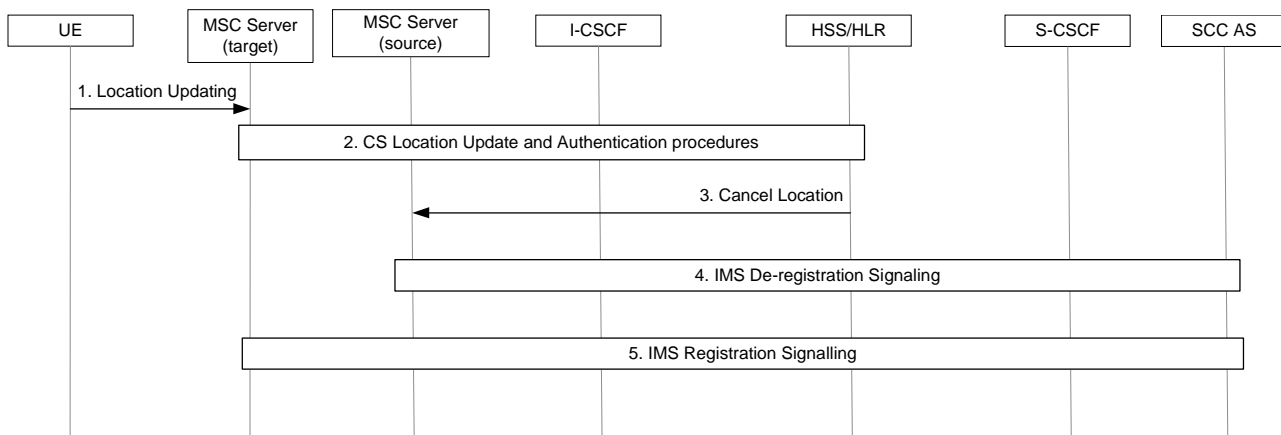 UE
MSC Server
(target)
MSC Server
(source)
I-CSCF
HSS/HLR
S-CSCF
SCC AS
1. Location Updating
2. CS Location Update and Authentication procedures
3. Cancel Location
4. IMS De-registration Signaling
5. IMS Registration Signalling